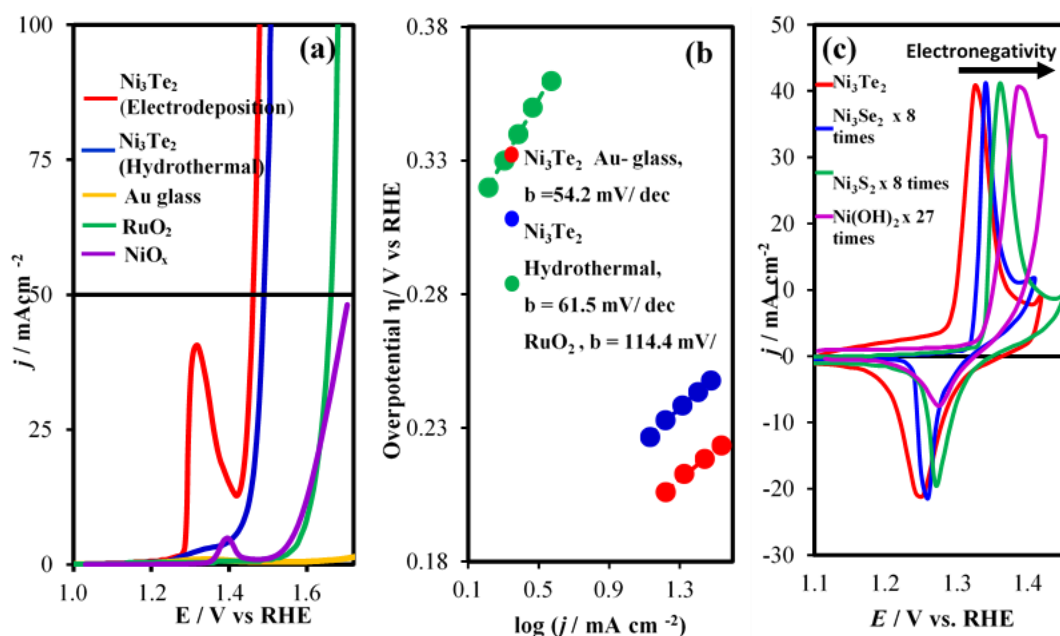 (a)
j / mAcm⁻²
100
75
50
25
0
Ni₃Te₂
(Electrodeposition)
Ni₃Te₂
(Hydrothermal)
Au glass
RuO₂
NiOₓ
1.0 1.2 1.4 1.6
E / V vs RHE
(b)
Overpotential η/ V vs RHE
0.38
0.33
0.28
0.23
0.18
Ni₃Te₂ Au- glass,
b =54.2 mV/ dec
Ni₃Te₂
Hydrothermal,
b = 61.5 mV/ dec
RuO₂ , b = 114.4 mV/
0.1 0.6 1.3
log (j / mA cm ⁻²)
(c)
Electronegativity
j / mA cm⁻²
50
40
30
20
10
-0
-10
-20
-30
Ni₃Te₂
Ni₃Se₂ x 8
times
Ni₃S₂ x 8 times
Ni(OH)₂ x 27
times
1.1 1.2 1.3 1.4
E / V vs. RHE